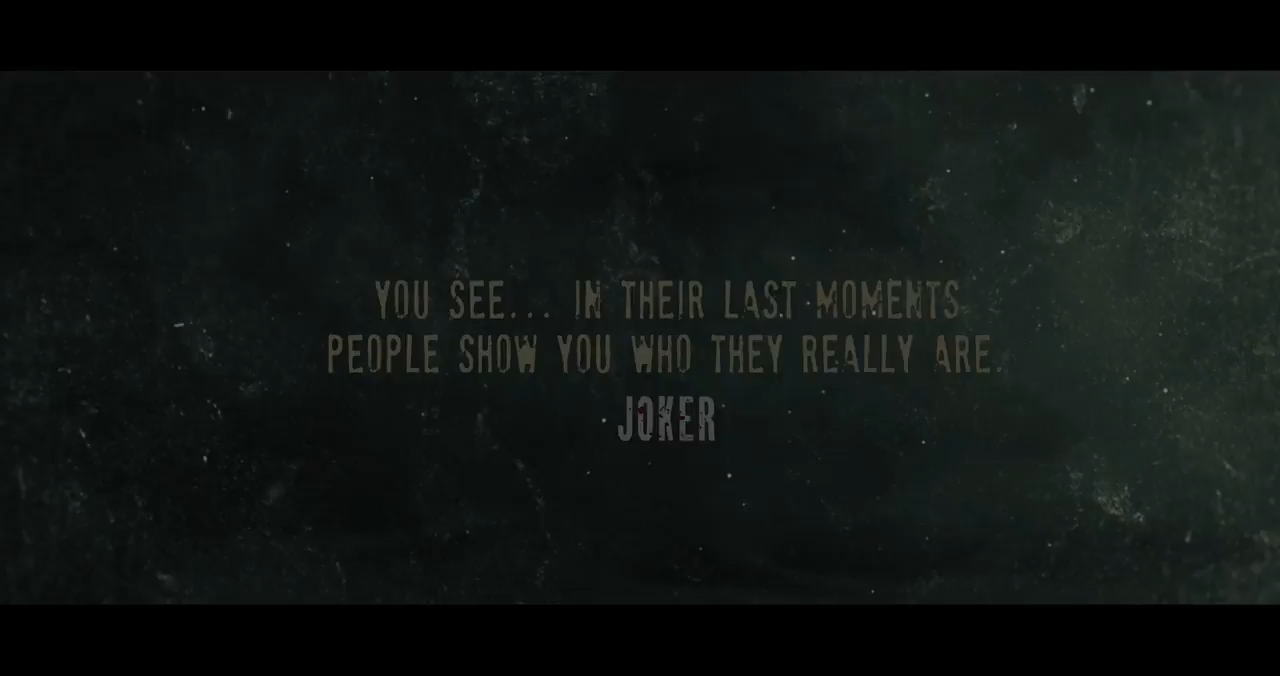 YOU SEE... IN THEIR LAST MOMENTS
PEOPLE SHOW YOU WHO THEY REALLY ARE.
JOKER